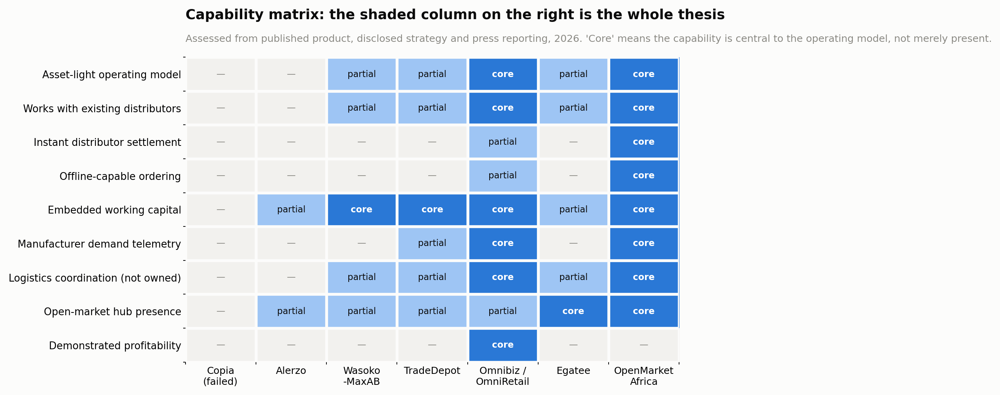 Capability matrix: the shaded column on the right is the whole thesis
Assessed from published product, disclosed strategy and press reporting, 2026. 'Core' means the capability is central to the operating model, not merely present.
Asset-light operating model — — partial partial core partial core
Works with existing distributors — — partial partial core partial core
Instant distributor settlement — — — — partial — core
Offline-capable ordering — — — — partial — core
Embedded working capital — partial core core core partial core
Manufacturer demand telemetry — — — partial core — core
Logistics coordination (not owned) — — partial partial core partial core
Open-market hub presence — partial partial partial partial core core
Demonstrated profitability — — — — core — —
Copia Alerzo Wasoko TradeDepot Omnibiz / Egatee OpenMarket
(failed) -MaxAB OmniRetail Africa